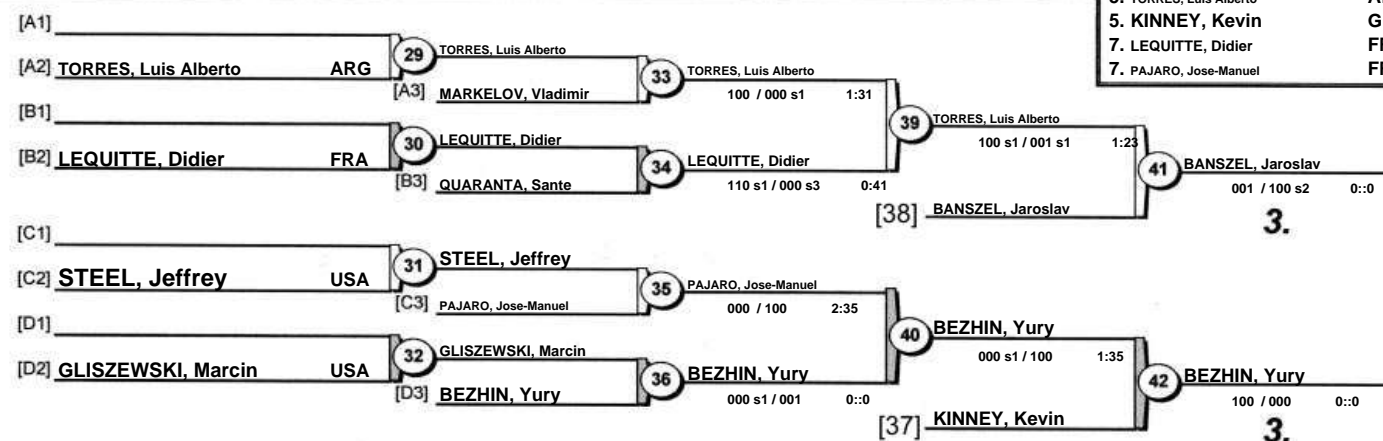 5. TORRES, Luis Alberto
5. KINNEY, Kevin G
7. LEQUITTE, Didier
7. PAJARO, Jose-Manuel
[A1]
[A2] TORRES, Luis Alberto ARG
29
TORRES, Luis Alberto
[A3] MARKELOV, Vladimir
33
TORRES, Luis Alberto
100 / 000 s1 1:31
[B1]
[B2] LEQUITTE, Didier FRA
30
LEQUITTE, Didier
[B3] QUARANTA, Sante
34
LEQUITTE, Didier
110 s1 / 000 s3 0:41
39
TORRES, Luis Alberto
100 s1 / 001 s1 1:23
[38] BANSZEL, Jaroslav
41
BANSZEL, Jaroslav
001 / 100 s2 0::0
3.
[C1]
[C2] STEEL, Jeffrey USA
31
STEEL, Jeffrey
[C3] PAJARO, Jose-Manuel
35
PAJARO, Jose-Manuel
000 / 100 2:35
[D1]
[D2] GLISZEWSKI, Marcin USA
32
GLISZEWSKI, Marcin
[D3] BEZHIN, Yury
36
BEZHIN, Yury
000 s1 / 001 0::0
40
BEZHIN, Yury
000 s1 / 100 1:35
[37] KINNEY, Kevin
42
BEZHIN, Yury
100 / 000 0::0
3.